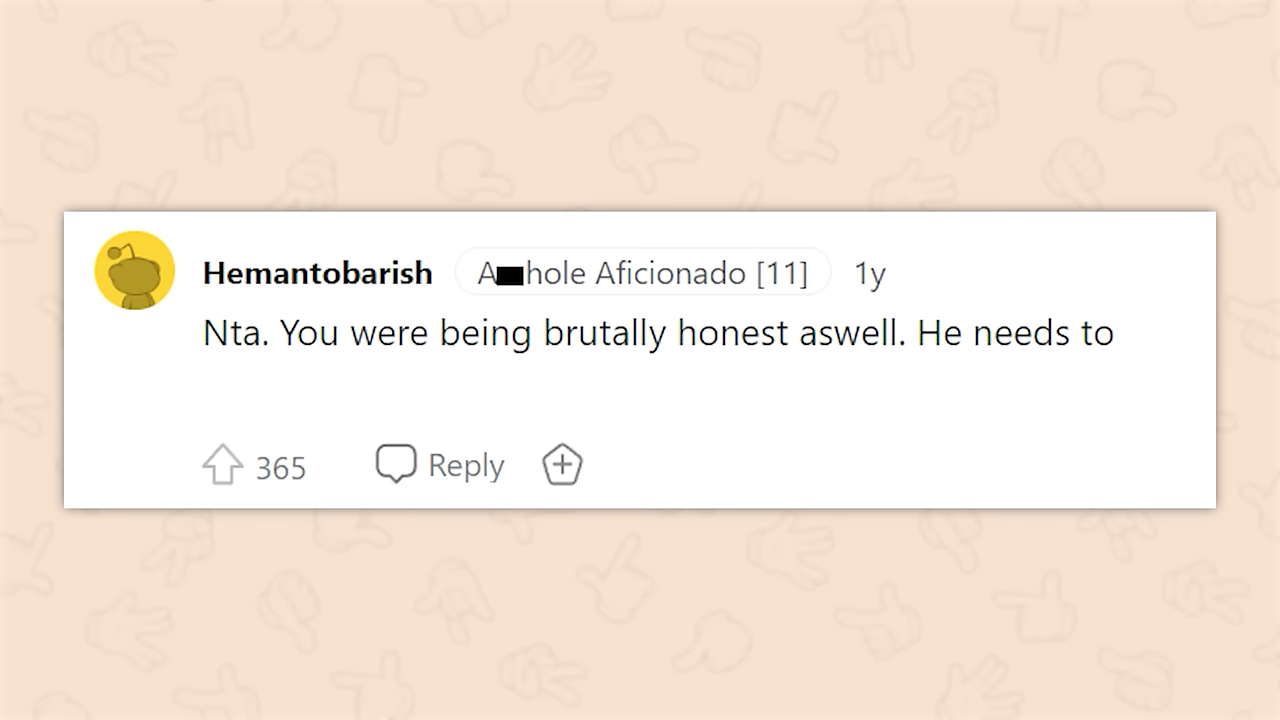 Hemantobarish A██hole Aficionado [11] 1y
Nta. You were being brutally honest aswell. He needs to
365 Reply